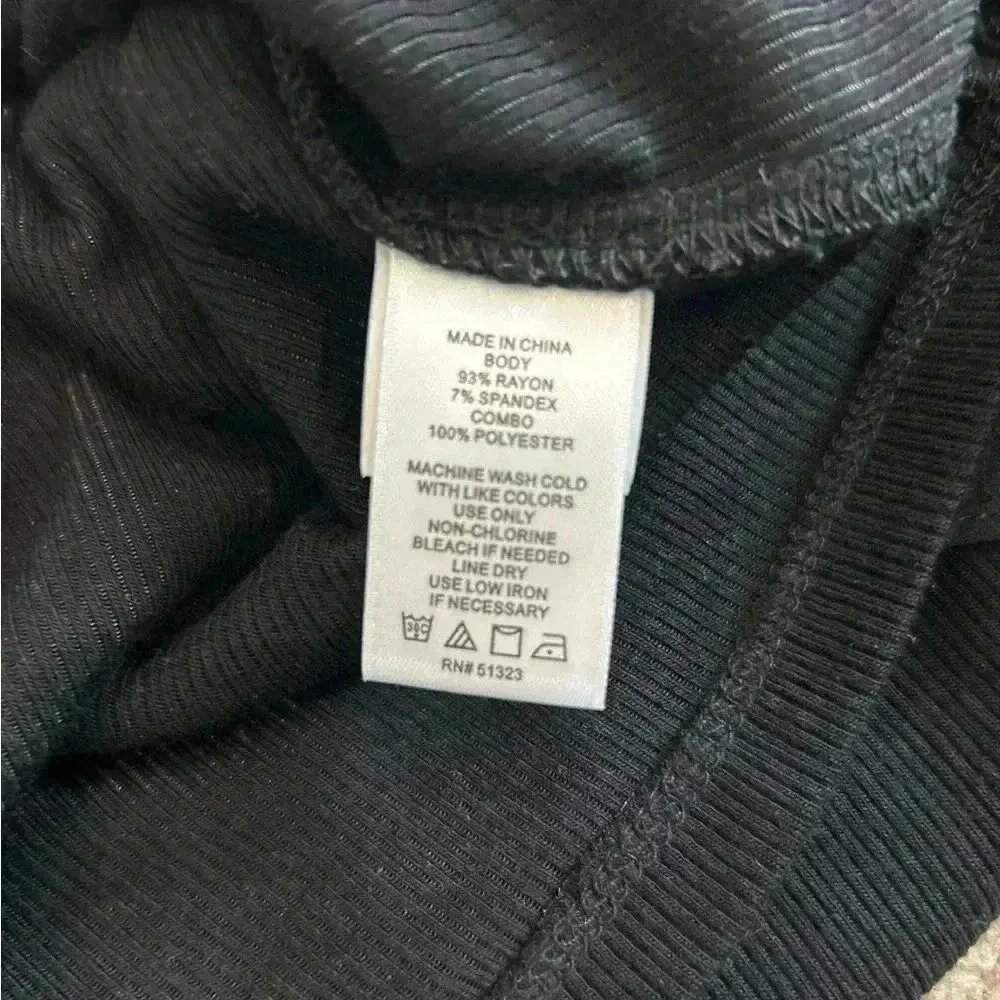 MADE IN CHINA
BODY
93% RAYON
7% SPANDEX
COMBO
100% POLYESTER
MACHINE WASH COLD
WITH LIKE COLORS
USE ONLY
NON-CHLORINE
BLEACH IF NEEDED
LINE DRY
USE LOW IRON
IF NECESSARY
30C
RN# 51323